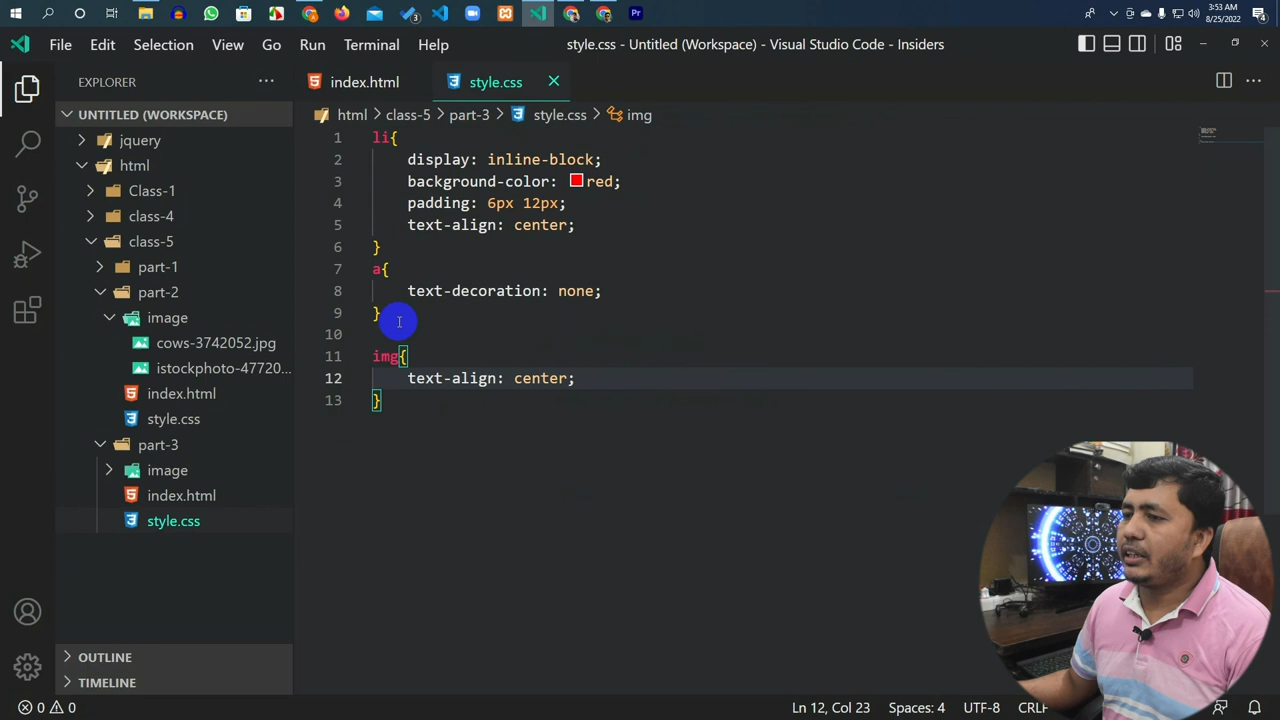 3:53 AM
8/25/2022
3
4
Pr
File Edit Selection View Go Run Terminal Help
style.css - Untitled (Workspace) - Visual Studio Code - Insiders
EXPLORER
index.html
style.css
UNTITLED (WORKSPACE)
html > class-5 > part-3 > style.css > img
jquery
html
Class-1
class-4
class-5
part-1
part-2
image
cows-3742052.jpg
istockphoto-47720...
index.html
style.css
part-3
image
index.html
style.css
OUTLINE
TIMELINE
1 li{
2 display: inline-block;
3 background-color: red;
4 padding: 6px 12px;
5 text-align: center;
6 }
7 a{
8 text-decoration: none;
9 }
10
11 img{
12 text-align: center;
13 }
0 0
Ln 12, Col 23 Spaces: 4 UTF-8 CRLF